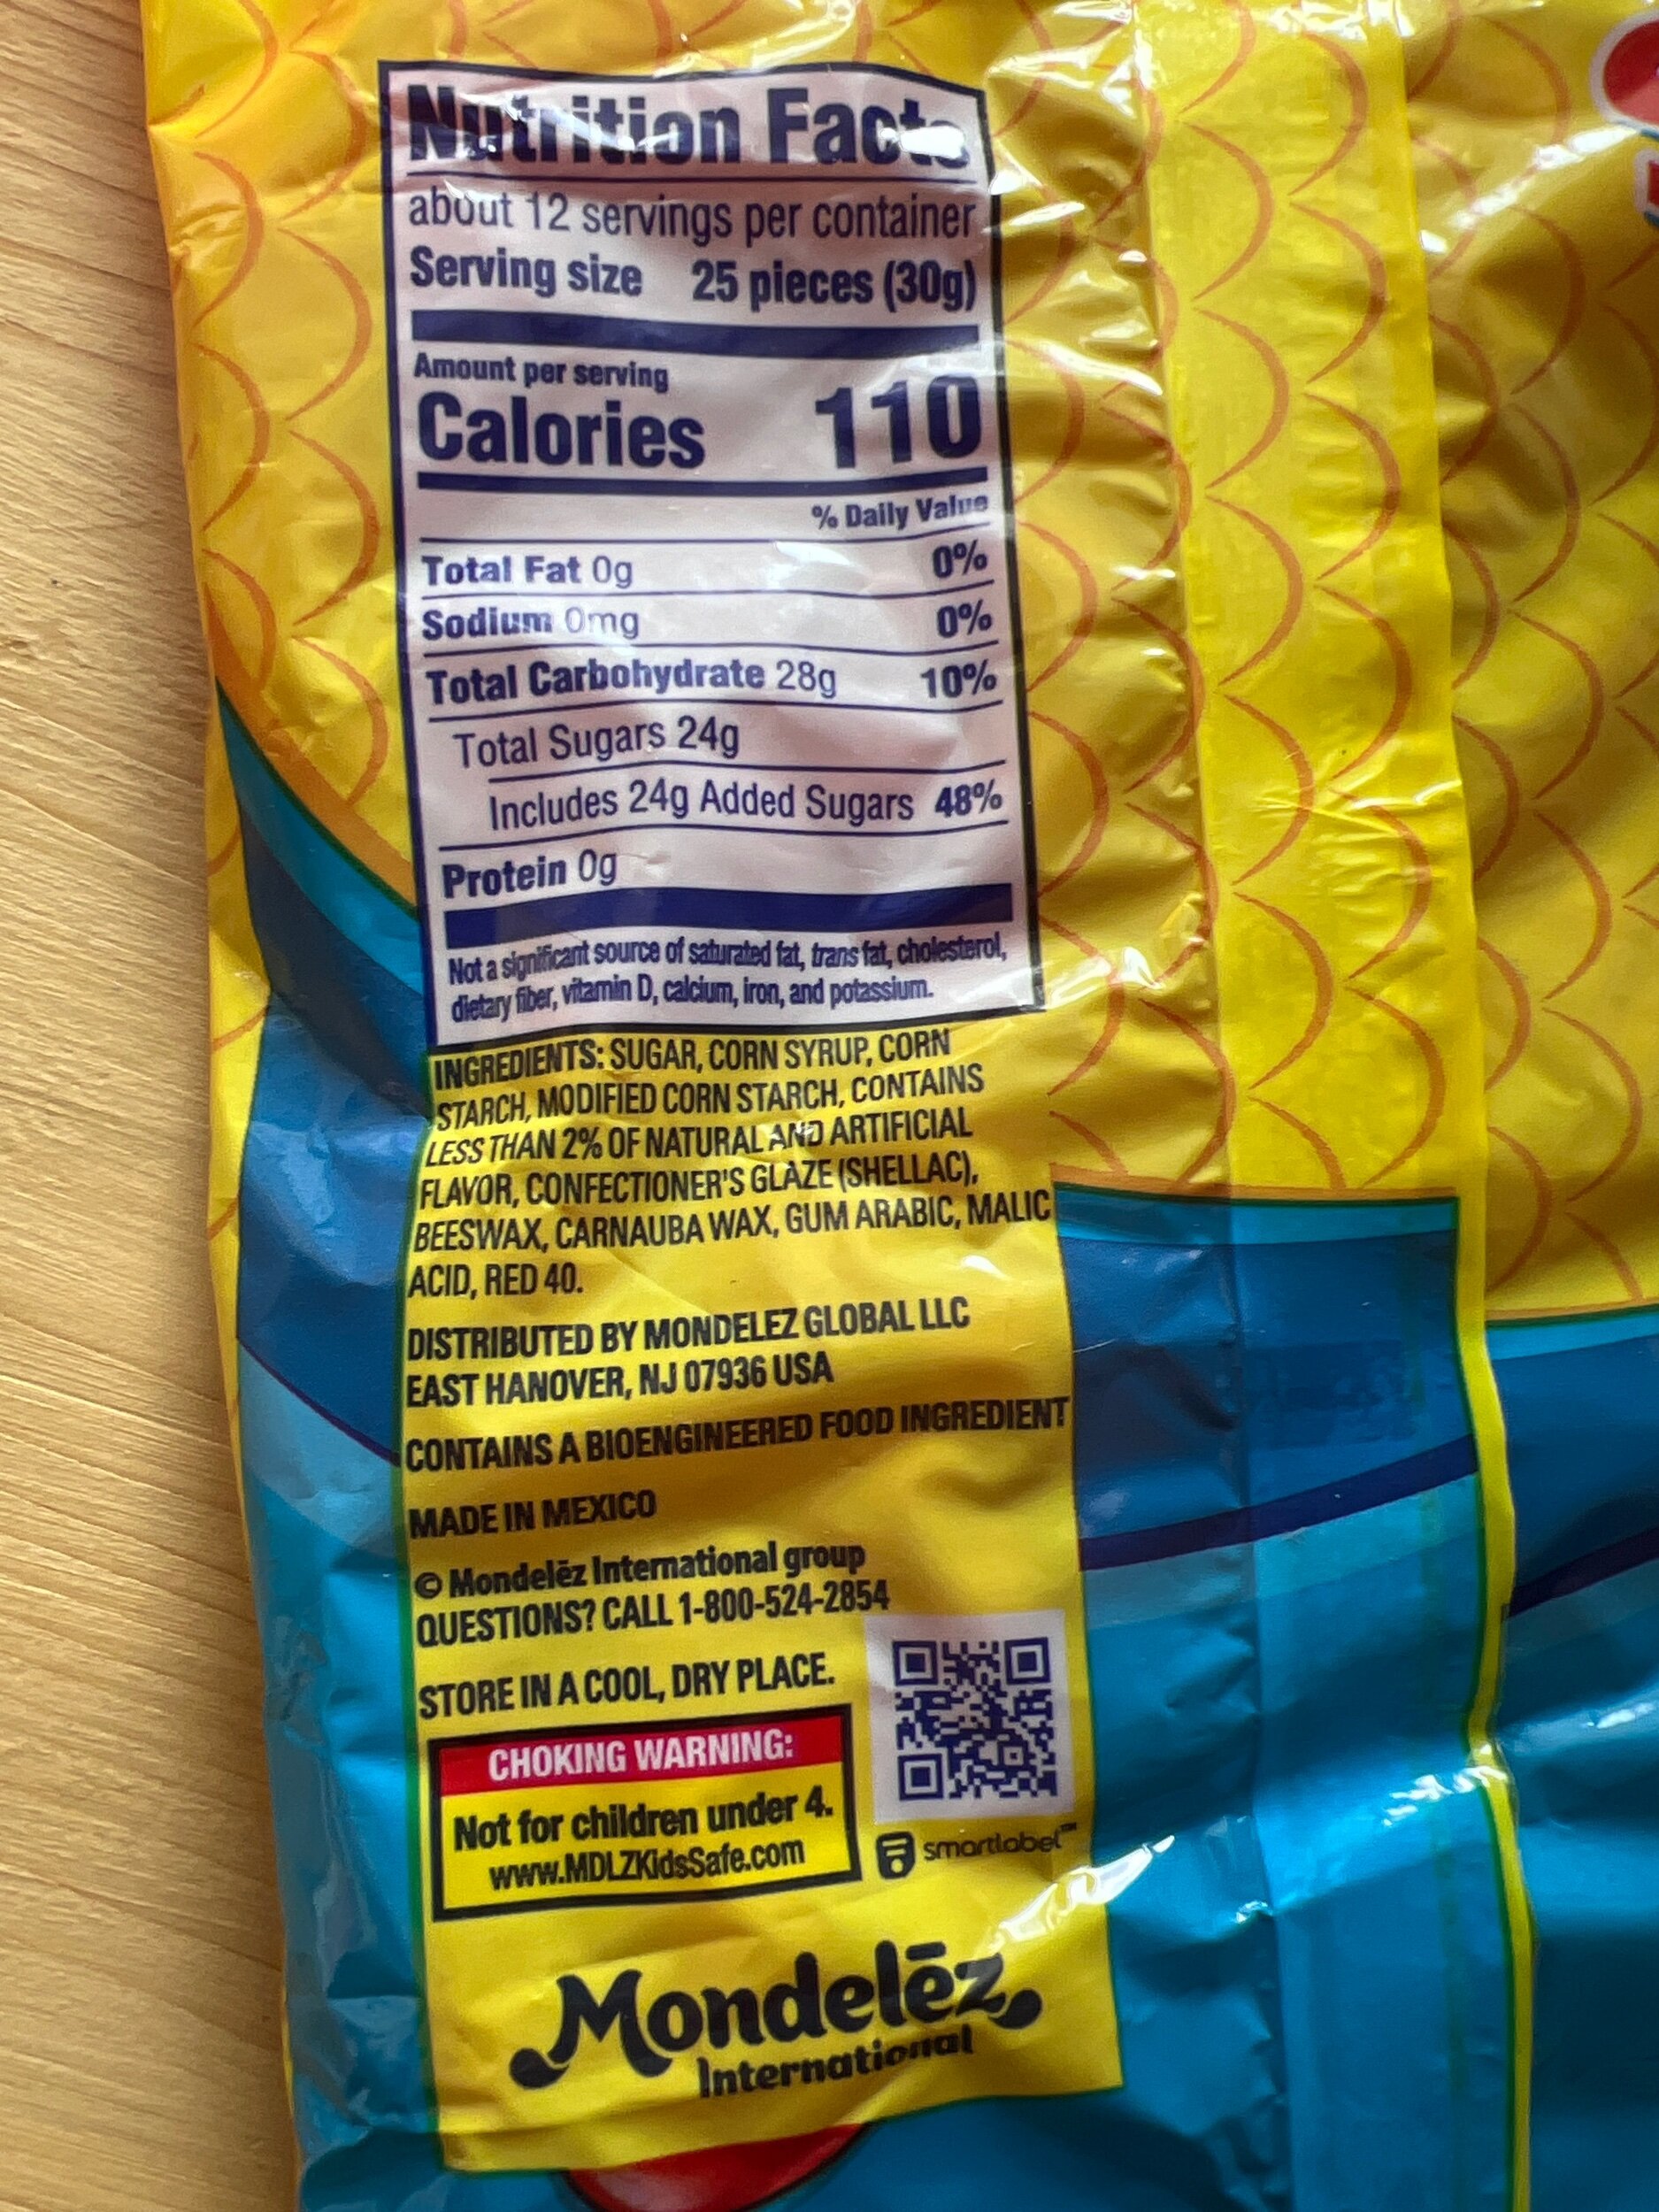 Nutrition Facts
about 12 servings per container
Serving size 25 pieces (30g)
Amount per serving
Calories 110
% Daily Value
Total Fat 0g 0%
Sodium 0mg 0%
Total Carbohydrate 28g 10%
Total Sugars 24g
Includes 24g Added Sugars 48%
Protein 0g
Not a significant source of saturated fat, trans fat, cholesterol,
dietary fiber, vitamin D, calcium, iron, and potassium.
INGREDIENTS: SUGAR, CORN SYRUP, CORN
STARCH, MODIFIED CORN STARCH, CONTAINS
LESS THAN 2% OF NATURAL AND ARTIFICIAL
FLAVOR, CONFECTIONER'S GLAZE (SHELLAC),
BEESWAX, CARNAUBA WAX, GUM ARABIC, MALIC
ACID, RED 40.
DISTRIBUTED BY MONDELEZ GLOBAL LLC
EAST HANOVER, NJ 07936 USA
CONTAINS A BIOENGINEERED FOOD INGREDIENT
MADE IN MEXICO
© Mondelēz International group
QUESTIONS? CALL 1-800-524-2854
STORE IN A COOL, DRY PLACE.
CHOKING WARNING:
Not for children under 4.
www.MDLZKidsSafe.com
smartlabel™
Mondelēz
International